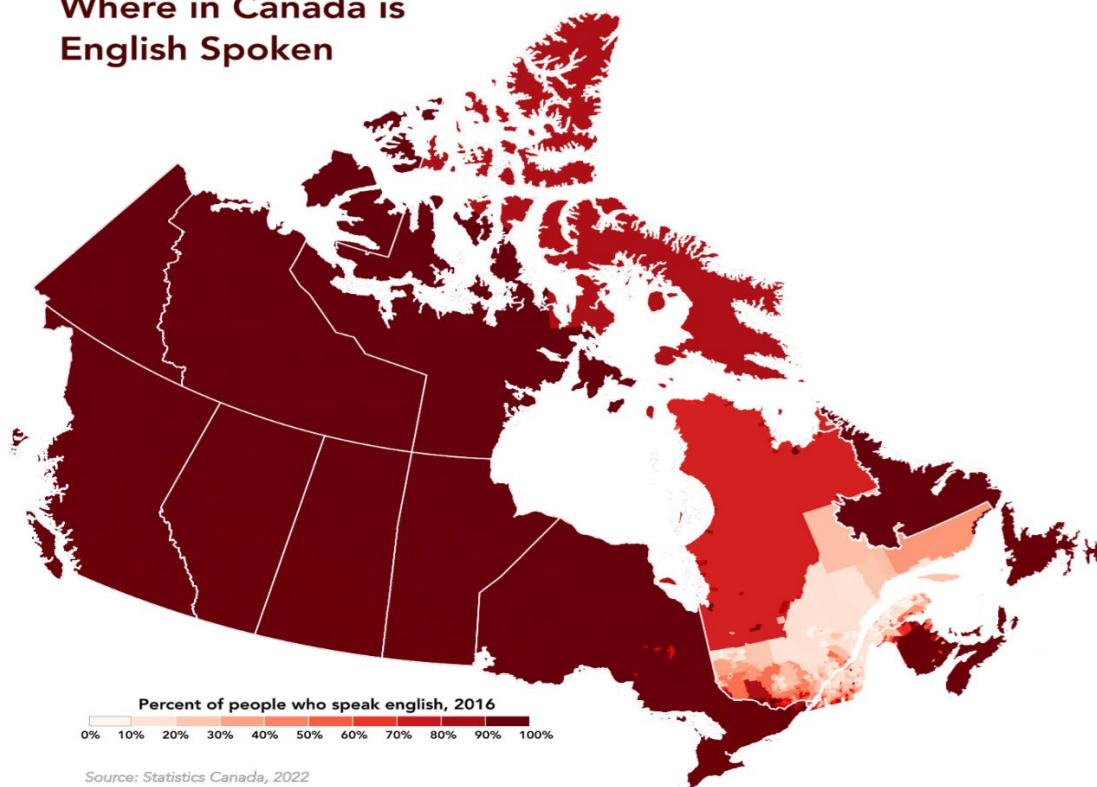 Where in Canada is
English Spoken
Percent of people who speak english, 2016
0% 10% 20% 30% 40% 50% 60% 70% 80% 90% 100%
Source: Statistics Canada, 2022